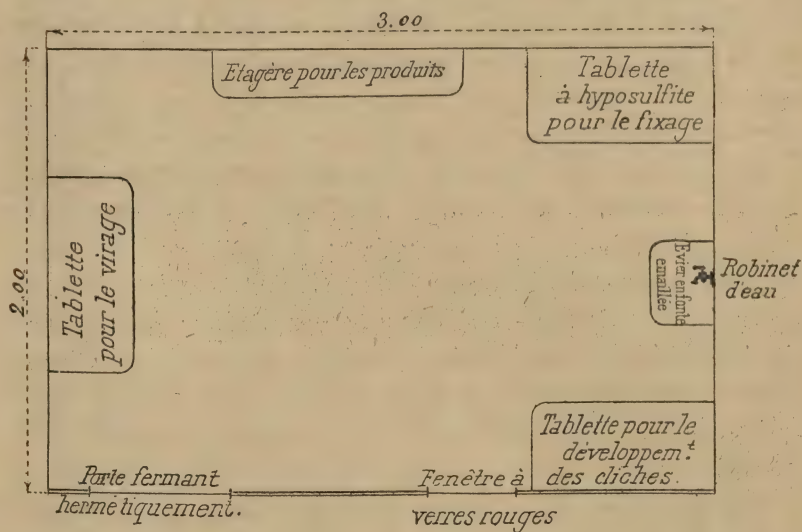 3.00
Etagère pour les produits
Tablette
à hyposulfite
pour le fixage
2.00
Tablette
pour le virage
Evier en fonte
emaillée
Robinet
d'eau
Tablette pour le
développem.t
des cliches.
Porte fermant
hermétiquement.
Fenêtre à
verres rouges